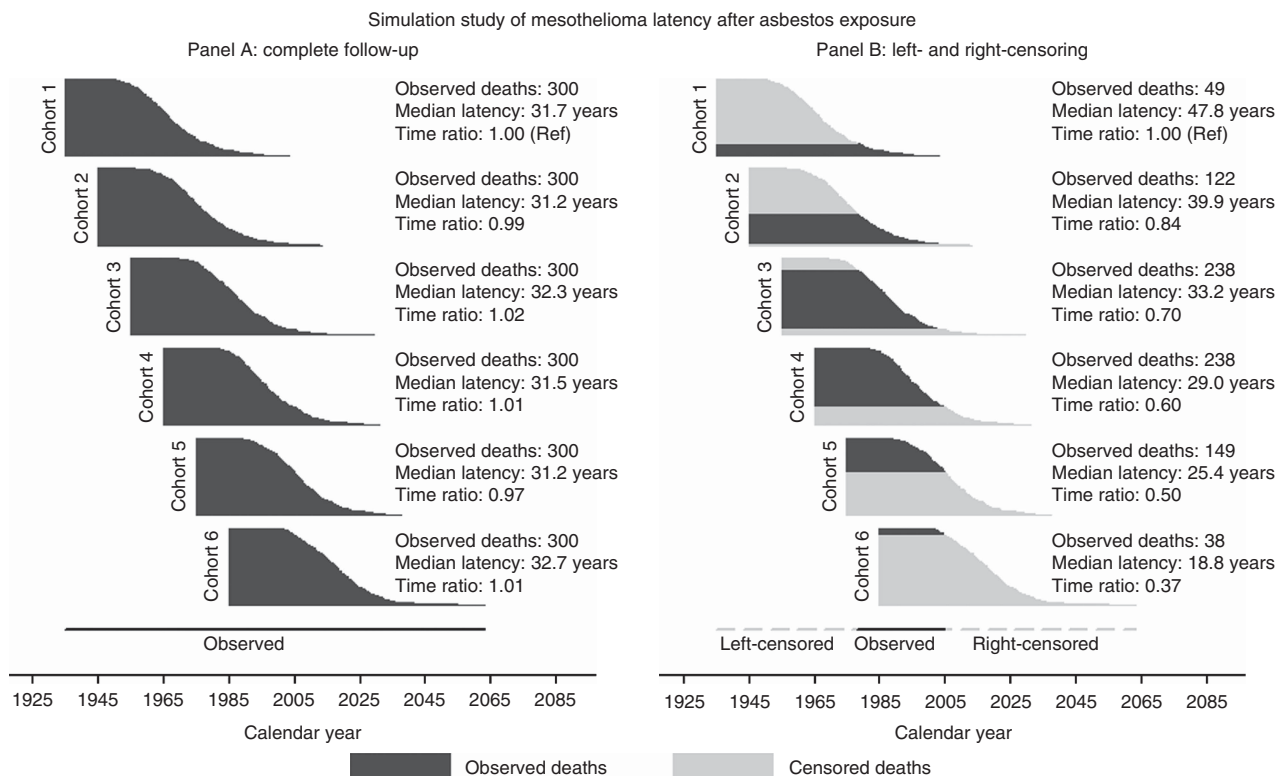 Simulation study of mesothelioma latency after asbestos exposure
Panel A: complete follow-up
Cohort 1
Observed deaths: 300
Median latency: 31.7 years
Time ratio: 1.00 (Ref)
Cohort 2
Observed deaths: 300
Median latency: 31.2 years
Time ratio: 0.99
Cohort 3
Observed deaths: 300
Median latency: 32.3 years
Time ratio: 1.02
Cohort 4
Observed deaths: 300
Median latency: 31.5 years
Time ratio: 1.01
Cohort 5
Observed deaths: 300
Median latency: 31.2 years
Time ratio: 0.97
Cohort 6
Observed deaths: 300
Median latency: 32.7 years
Time ratio: 1.01
Observed
1925 1945 1965 1985 2005 2025 2045 2065 2085
Calendar year
Panel B: left- and right-censoring
Cohort 1
Observed deaths: 49
Median latency: 47.8 years
Time ratio: 1.00 (Ref)
Cohort 2
Observed deaths: 122
Median latency: 39.9 years
Time ratio: 0.84
Cohort 3
Observed deaths: 238
Median latency: 33.2 years
Time ratio: 0.70
Cohort 4
Observed deaths: 238
Median latency: 29.0 years
Time ratio: 0.60
Cohort 5
Observed deaths: 149
Median latency: 25.4 years
Time ratio: 0.50
Cohort 6
Observed deaths: 38
Median latency: 18.8 years
Time ratio: 0.37
Left-censored Observed Right-censored
1925 1945 1965 1985 2005 2025 2045 2065 2085
Calendar year
Observed deaths
Censored deaths